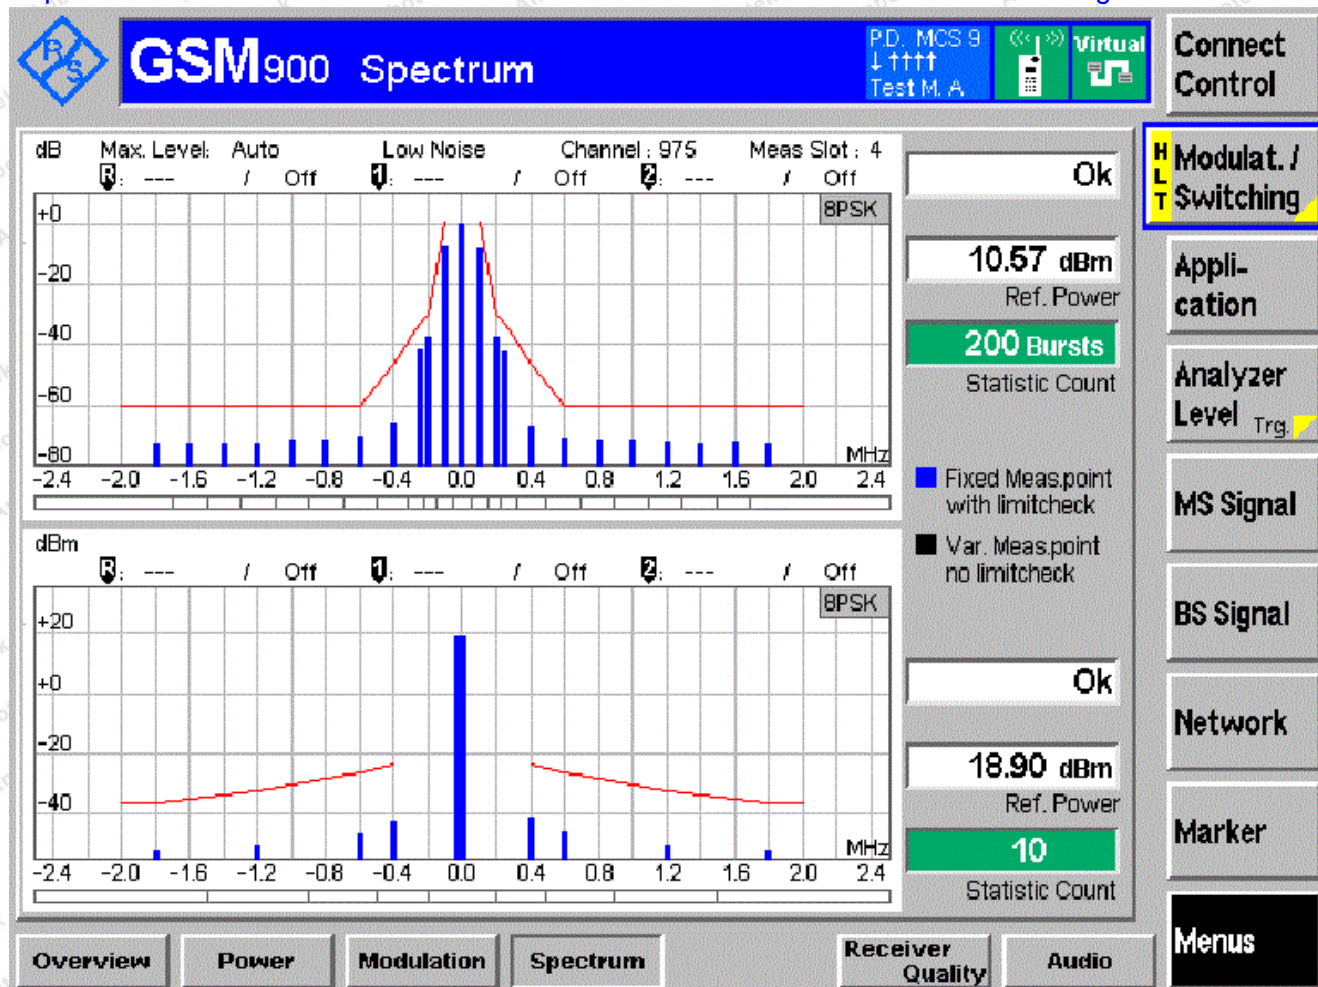 R S
GSM900 Spectrum
P.D. MCS 9
Test M. A
Virtual
Connect
Control
dB Max. Level: Auto Low Noise Channel : 975 Meas Slot : 4
R: --- / Off 1: --- / Off 2: --- / Off
8PSK
+0
-20
-40
-60
-80
MHz
-2.4 -2.0 -1.6 -1.2 -0.8 -0.4 0.0 0.4 0.8 1.2 1.6 2.0 2.4
Ok
10.57 dBm
Ref. Power
200 Bursts
Statistic Count
Fixed Meas.point
with limitcheck
Var. Meas.point
no limitcheck
dBm
R: --- / Off 1: --- / Off 2: --- / Off
8PSK
+20
+0
-20
-40
MHz
-2.4 -2.0 -1.6 -1.2 -0.8 -0.4 0.0 0.4 0.8 1.2 1.6 2.0 2.4
Ok
18.90 dBm
Ref. Power
10
Statistic Count
HLT
Modulat. /
Switching
Appli-
cation
Analyzer
Level Trg.
MS Signal
BS Signal
Network
Marker
Menus
Overview
Power
Modulation
Spectrum
Receiver
Quality
Audio